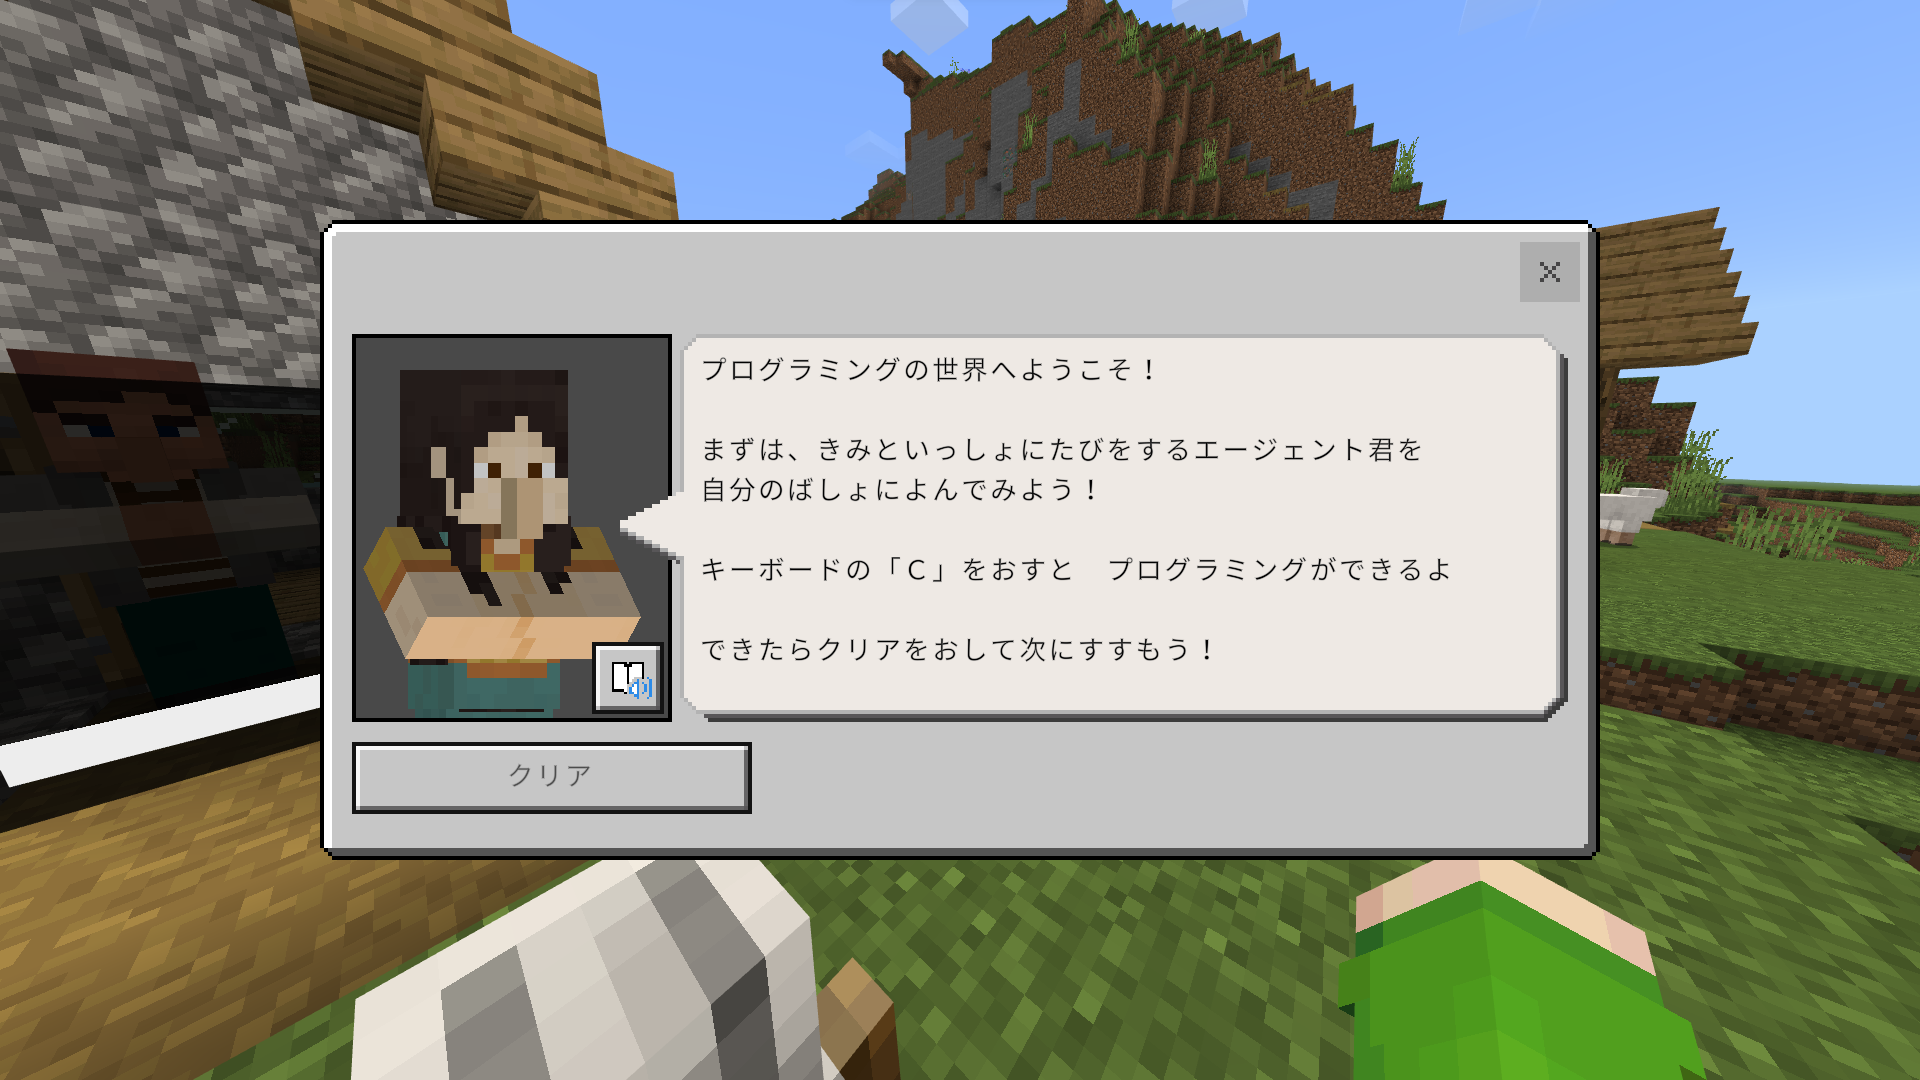 プログラミングの世界へようこそ！
まずは、きみといっしょにたびをするエージェント君を
自分のばしょによんでみよう！
キーボードの「Ｃ」をおすと　プログラミングができるよ
できたらクリアをおして次にすすもう！
クリア